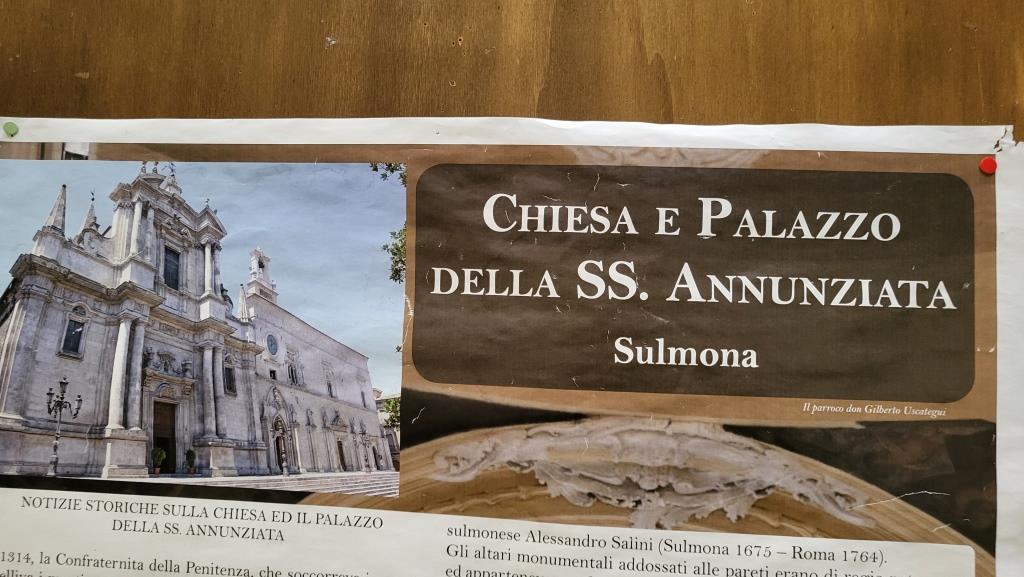 CHIESA E PALAZZO
DELLA SS. ANNUNZIATA
Sulmona
Il parroco don Gilberto Uscategui
NOTIZIE STORICHE SULLA CHIESA ED IL PALAZZO
DELLA SS. ANNUNZIATA
1314, la Confraternita della Penitenza, che
sulmonese Alessandro Salini (Sulmona 1675 – Roma 1764).
Gli altari monumentali addossati alle pareti erano di